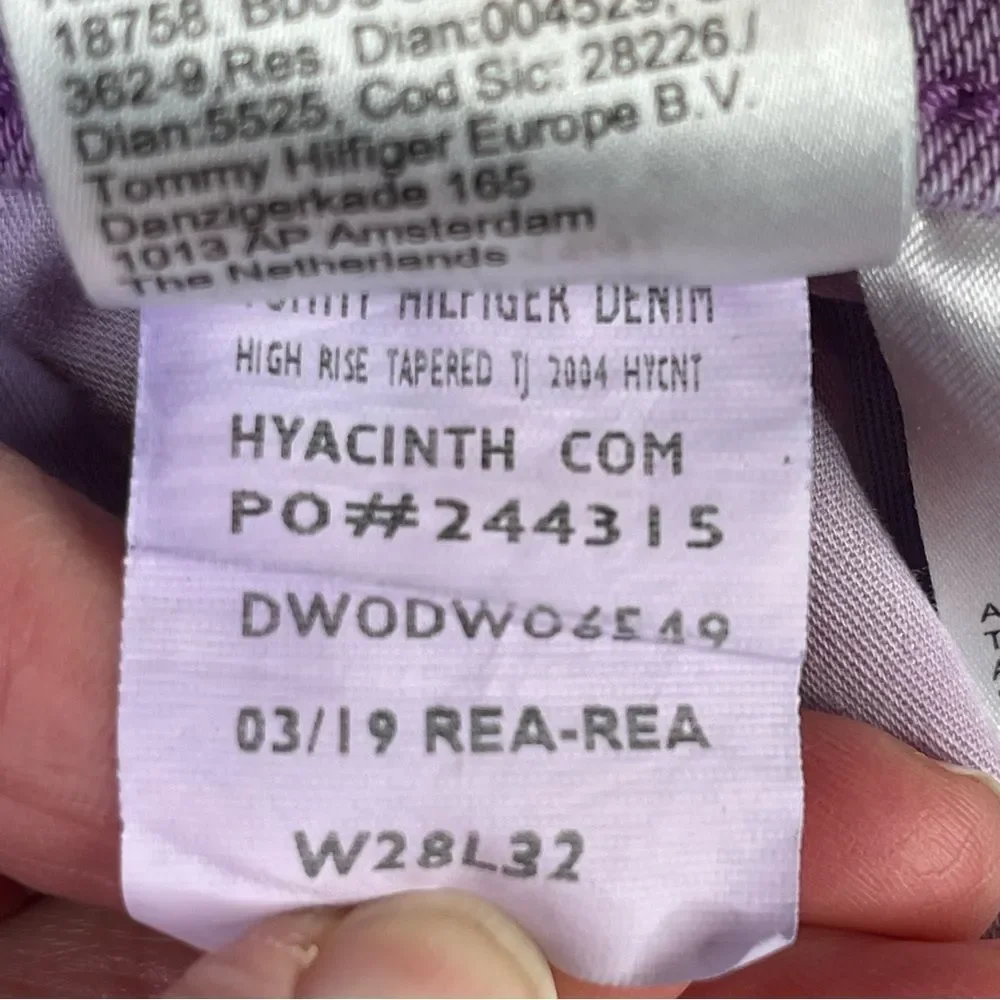 18758.
362-9,Res. Dian:004529,
Dian:5525, Cod Sic: 28226./
Tommy Hilfiger Europe B.V.
Danzigerkade 165
1013 AP Amsterdam
The Netherlands
TOMMY HILFIGER DENIM
HIGH RISE TAPERED TJ 2004 HYCNT
HYACINTH COM
PO#244315
DW0DW06549
03/19 REA-REA
W28L32